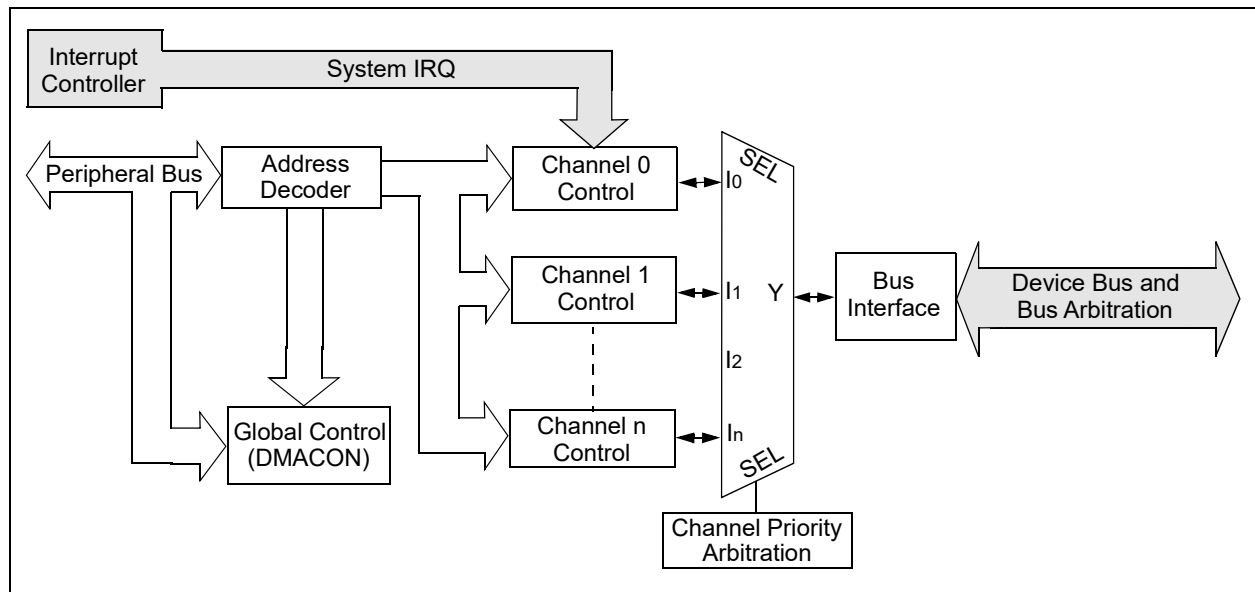 Interrupt
Controller
System IRQ
Peripheral Bus
Address
Decoder
Channel 0
Control
SEL
I0
Channel 1
Control
I1
Y
Bus
Interface
Device Bus and
Bus Arbitration
I2
Global Control
(DMACON)
Channel n
Control
In
SEL
Channel Priority
Arbitration